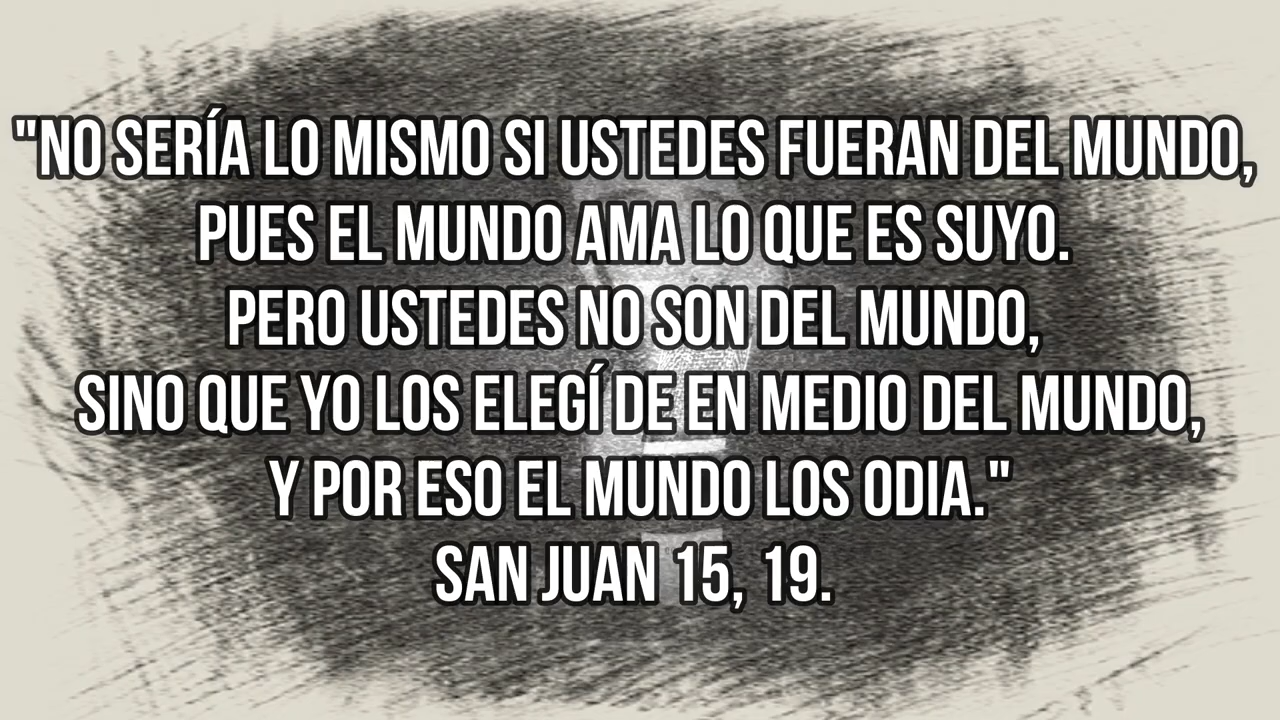 "NO SERÍA LO MISMO SI USTEDES FUERAN DEL MUNDO,
PUES EL MUNDO AMA LO QUE ES SUYO.
PERO USTEDES NO SON DEL MUNDO,
SINO QUE YO LOS ELEGÍ DE EN MEDIO DEL MUNDO,
Y POR ESO EL MUNDO LOS ODIA."
SAN JUAN 15, 19.